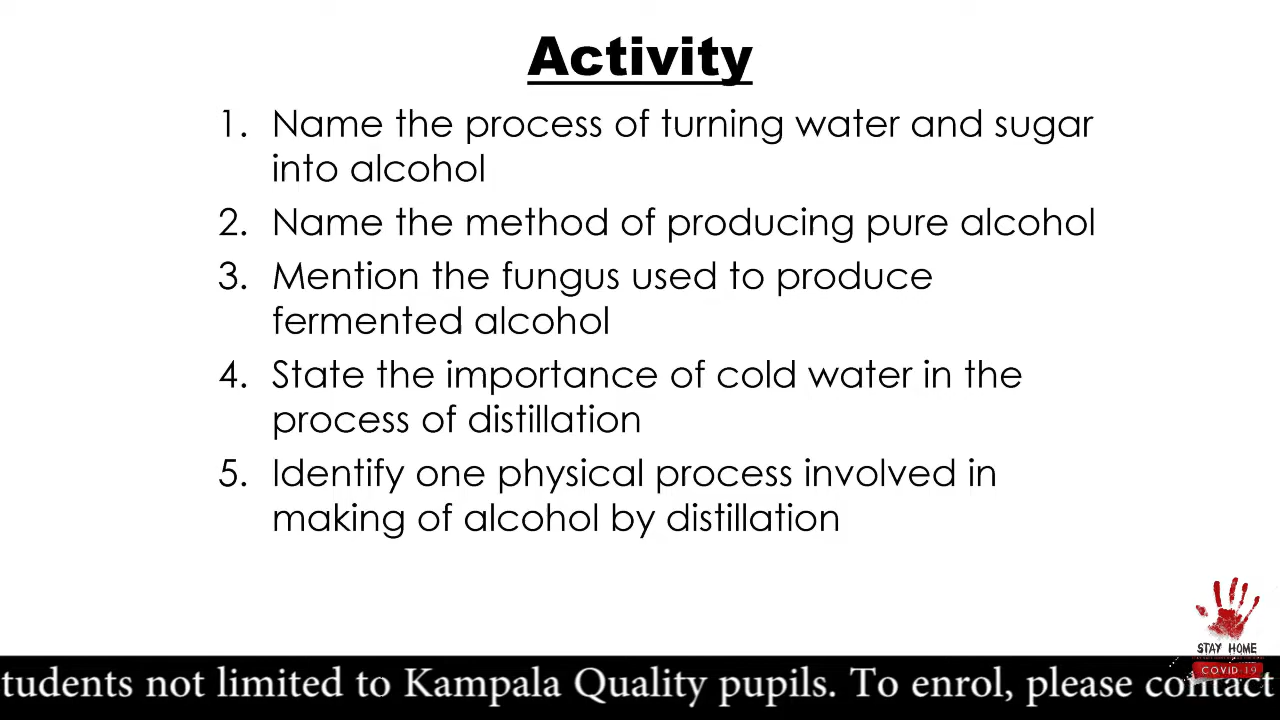 Activity
1. Name the process of turning water and sugar
into alcohol
2. Name the method of producing pure alcohol
3. Mention the fungus used to produce
fermented alcohol
4. State the importance of cold water in the
process of distillation
5. Identify one physical process involved in
making of alcohol by distillation
STAY HOME
COVID 19
tudents not limited to Kampala Quality pupils. To enrol, please contact